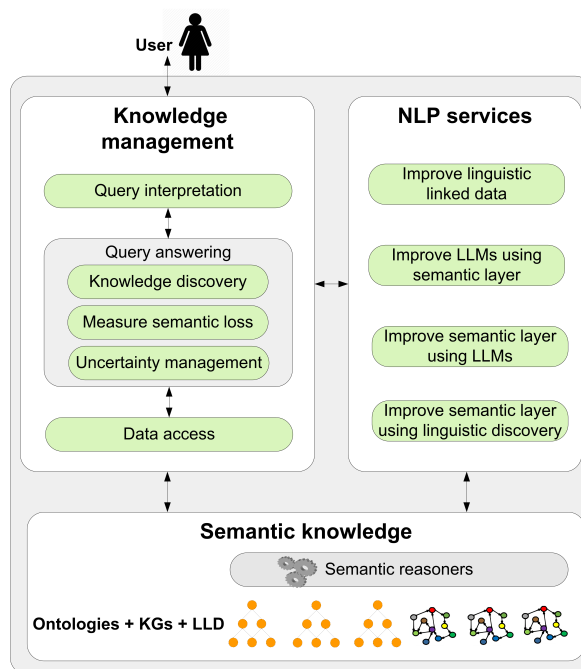 User
Knowledge
management
Query interpretation
Query answering
Knowledge discovery
Measure semantic loss
Uncertainty management
Data access
NLP services
Improve linguistic
linked data
Improve LLMs using
semantic layer
Improve semantic layer
using LLMs
Improve semantic layer
using linguistic discovery
Semantic knowledge
Semantic reasoners
Ontologies + KGs + LLD